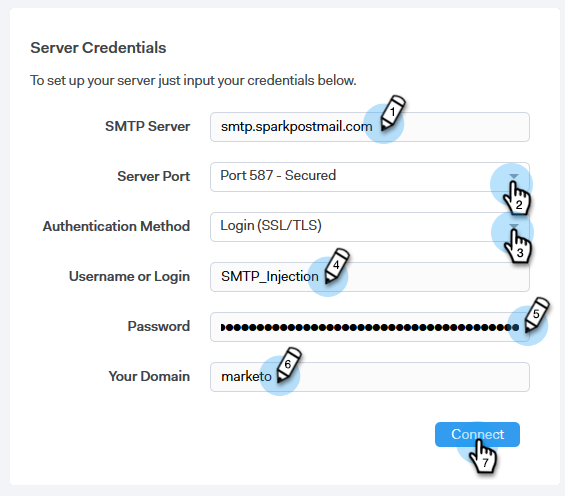 Server Credentials
To set up your server just input your credentials below.
SMTP Server smtp.sparkpostmail.com 1
Server Port Port 587 - Secured 2
Authentication Method Login (SSL/TLS) 3
Username or Login SMTP_Injection 4
Password 5
Your Domain marketo 6
Connect 7